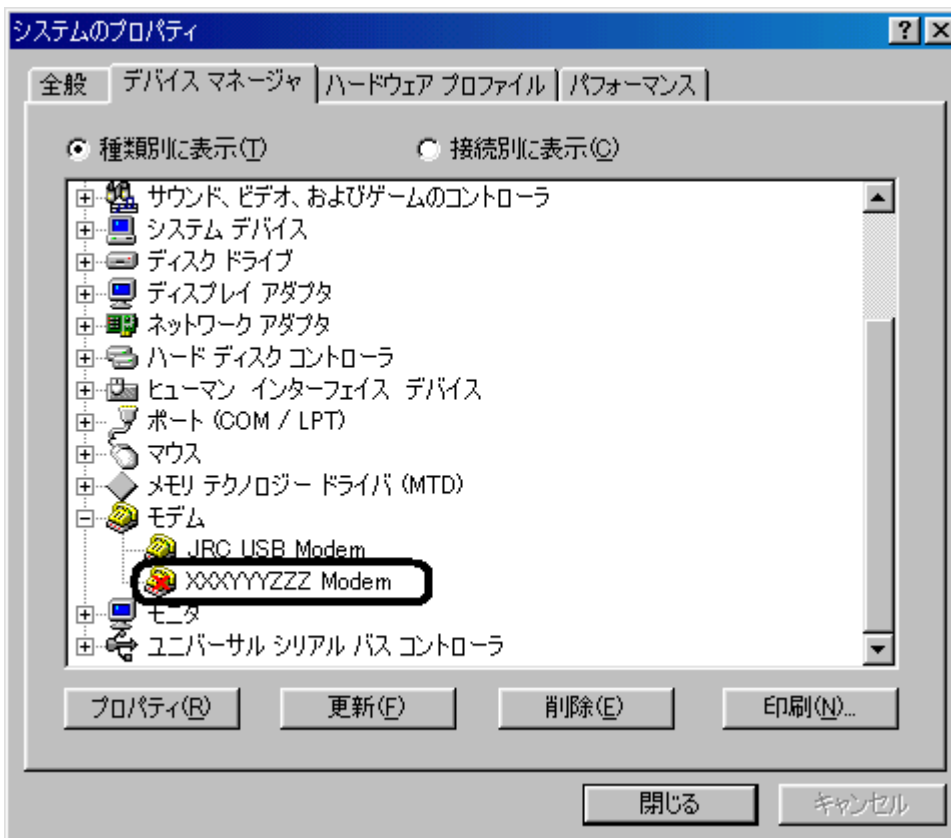 システムのプロパティ
全般 デバイス マネージャ ハードウェア プロファイル パフォーマンス
種類別に表示(T) 接続別に表示(C)
サウンド、ビデオ、およびゲームのコントローラ
システム デバイス
ディスク ドライブ
ディスプレイ アダプタ
ネットワーク アダプタ
ハード ディスク コントローラ
ヒューマン インターフェイス デバイス
ポート (COM / LPT)
マウス
メモリ テクノロジー ドライバ (MTD)
モデム
JRC USB Modem
XXXYYYZZZ Modem
モニタ
ユニバーサル シリアル バス コントローラ
プロパティ(R) 更新(F) 削除(E) 印刷(N)...
閉じる キャンセル